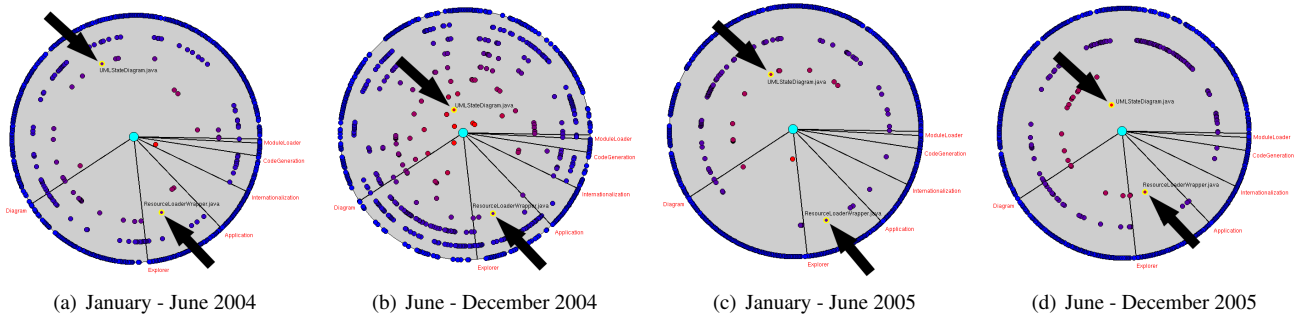 UMLStateDiagram.java
ModuleLoader
CodeGeneration
Internationalization
ResourceLoaderWrapper.java
Diagram
Application
Explorer
UMLStateDiagram.java
ModuleLoader
CodeGeneration
Internationalization
Diagram
ResourceLoaderWrapper.java
Application
Explorer
UMLStateDiagram.java
ModuleLoader
CodeGeneration
Internationalization
Diagram
ResourceLoaderWrapper.java
Application
Explorer
UMLStateDiagram.java
ModuleLoader
CodeGeneration
Internationalization
ResourceLoaderWrapper.java
Diagram
Application
Explorer
(a) January - June 2004
(b) June - December 2004
(c) January - June 2005
(d) June - December 2005